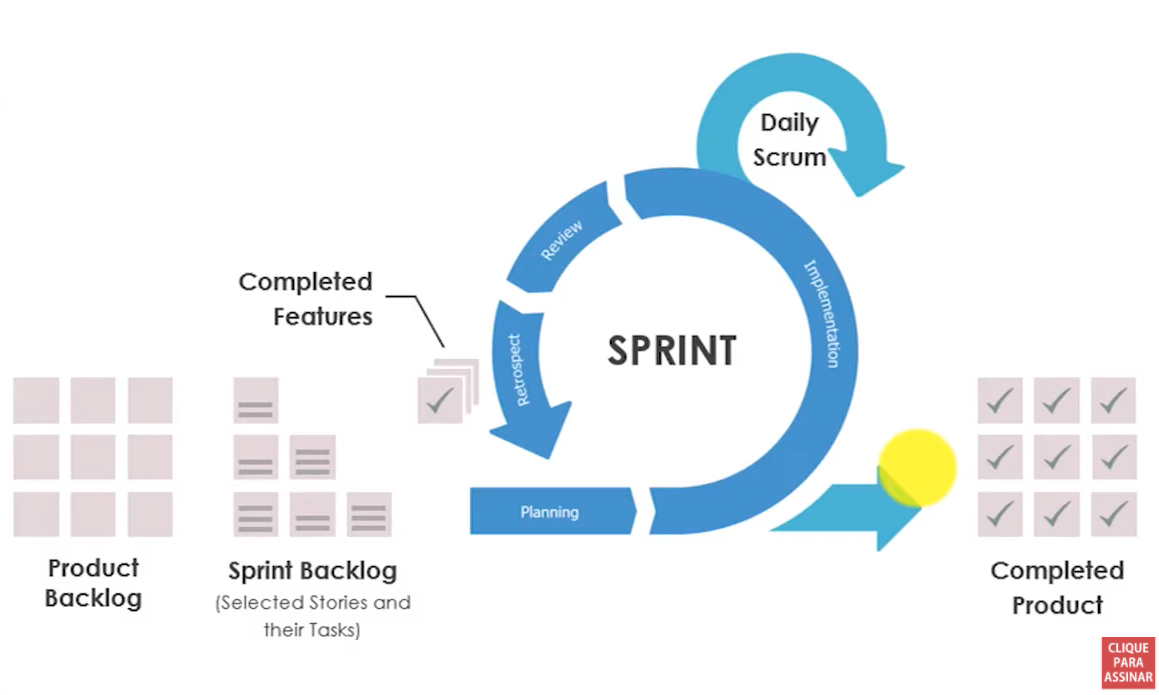 Daily
Scrum
Review
Implementation
Completed
Features
SPRINT
Retrospect
Planning
Product
Backlog
Sprint Backlog
(Selected Stories and
their Tasks)
Completed
Product
CLIQUE
PARA
ASSINAR